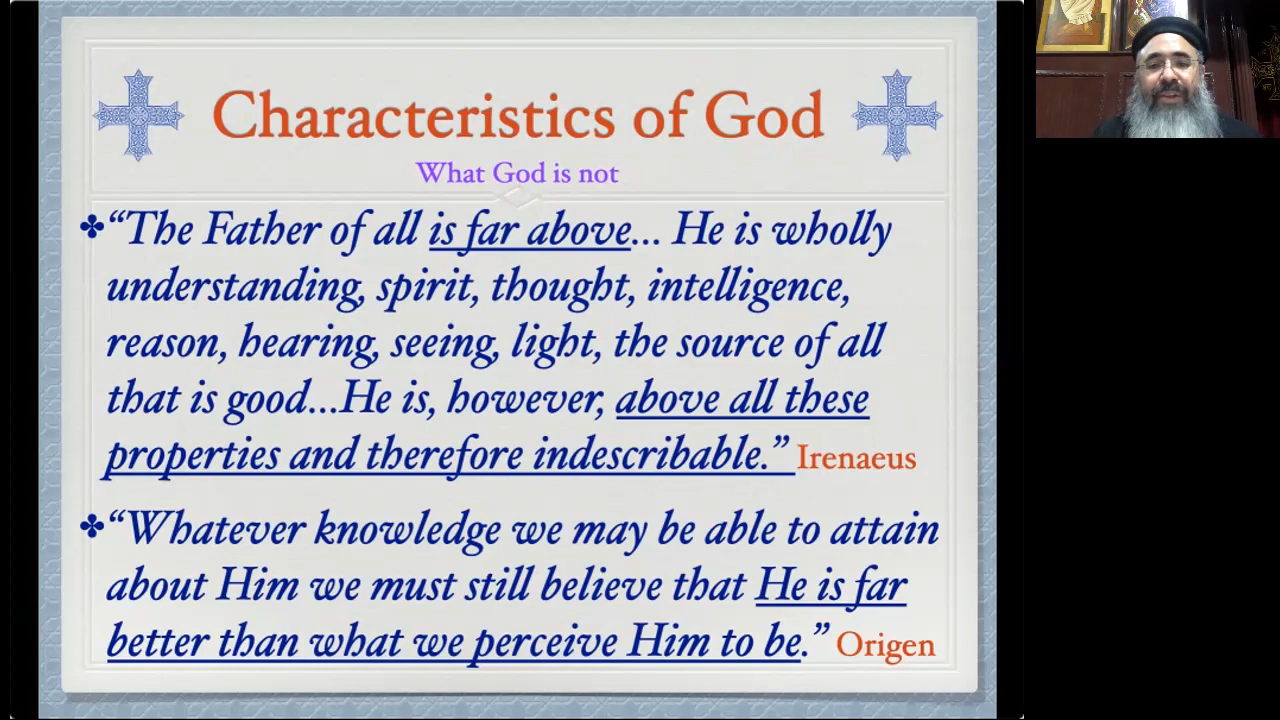 Characteristics of God
What God is not
“The Father of all is far above... He is wholly
understanding, spirit, thought, intelligence,
reason, hearing, seeing, light, the source of all
that is good...He is, however, above all these
properties and therefore indescribable.” Irenaeus
“Whatever knowledge we may be able to attain
about Him we must still believe that He is far
better than what we perceive Him to be.” Origen